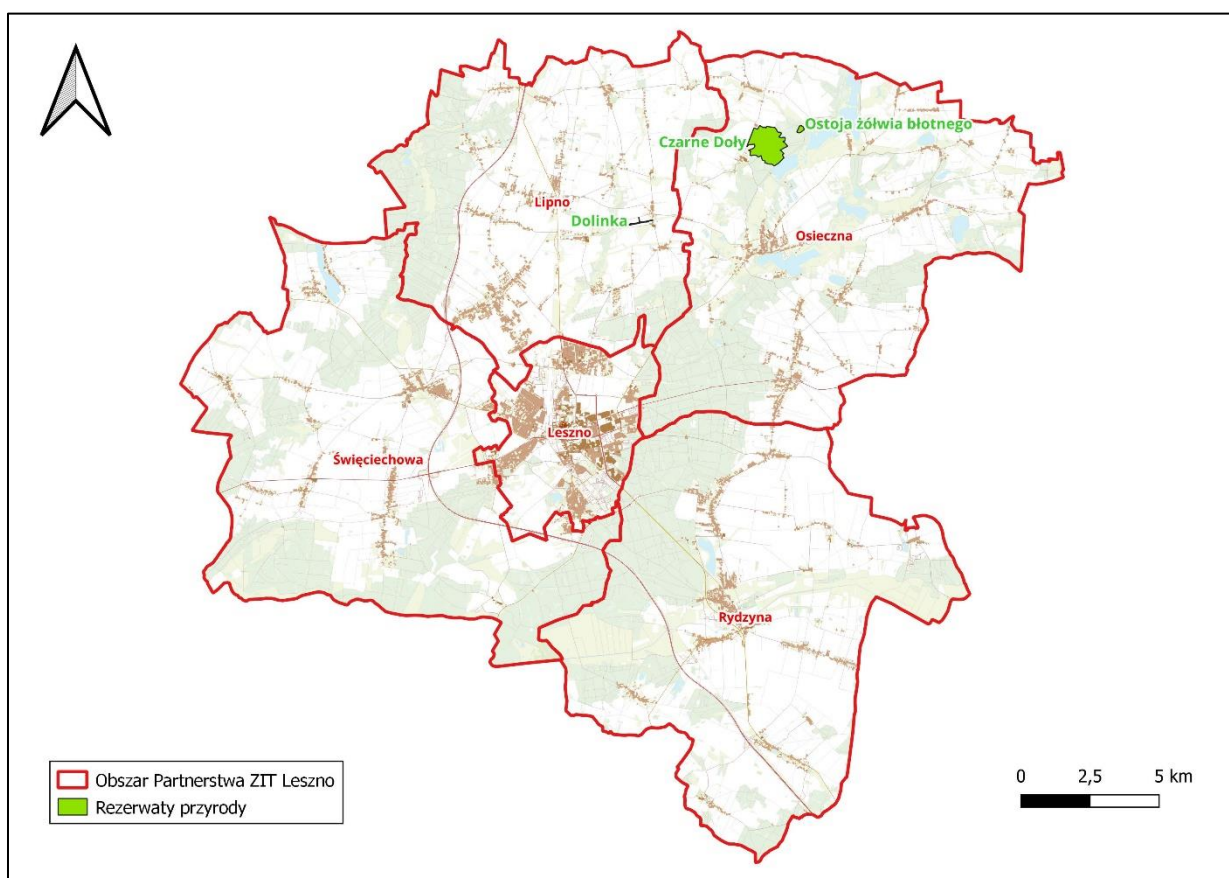 Ostoja żółwia błotnego
Czarne Doły
Lipno
Dolinka
Osieczna
Leszno
Święciechowa
Rydzyna
Obszar Partnerstwa ZIT Leszno
Rezerwaty przyrody
0 2,5 5 km